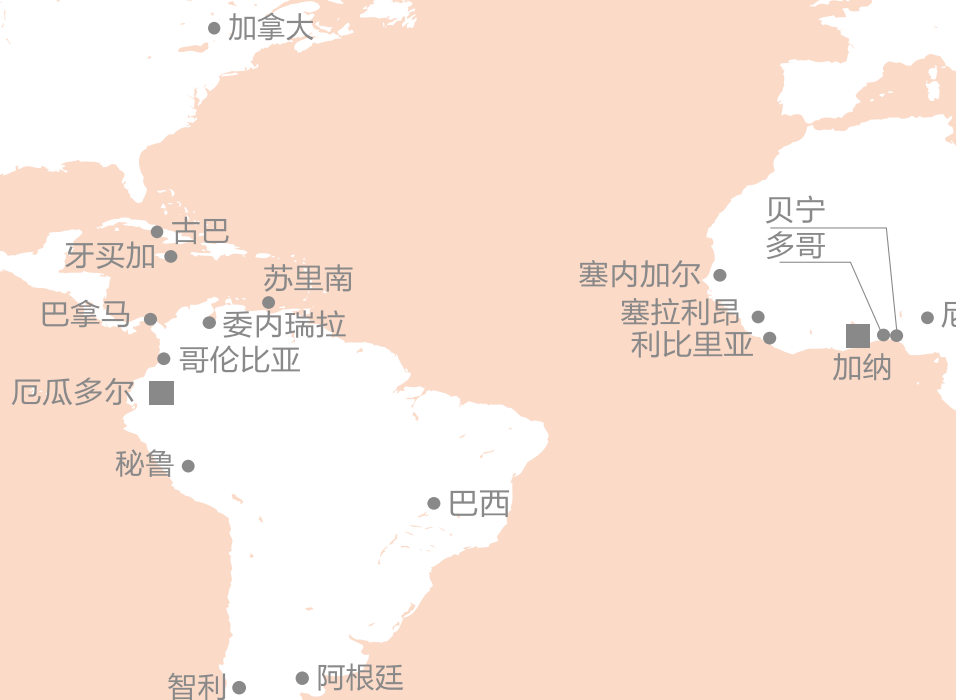 加拿大
古巴
牙买加
苏里南
巴拿马
委内瑞拉
哥伦比亚
厄瓜多尔
秘鲁
巴西
智利
阿根廷
贝宁
多哥
塞内加尔
塞拉利昂
利比里亚
加纳